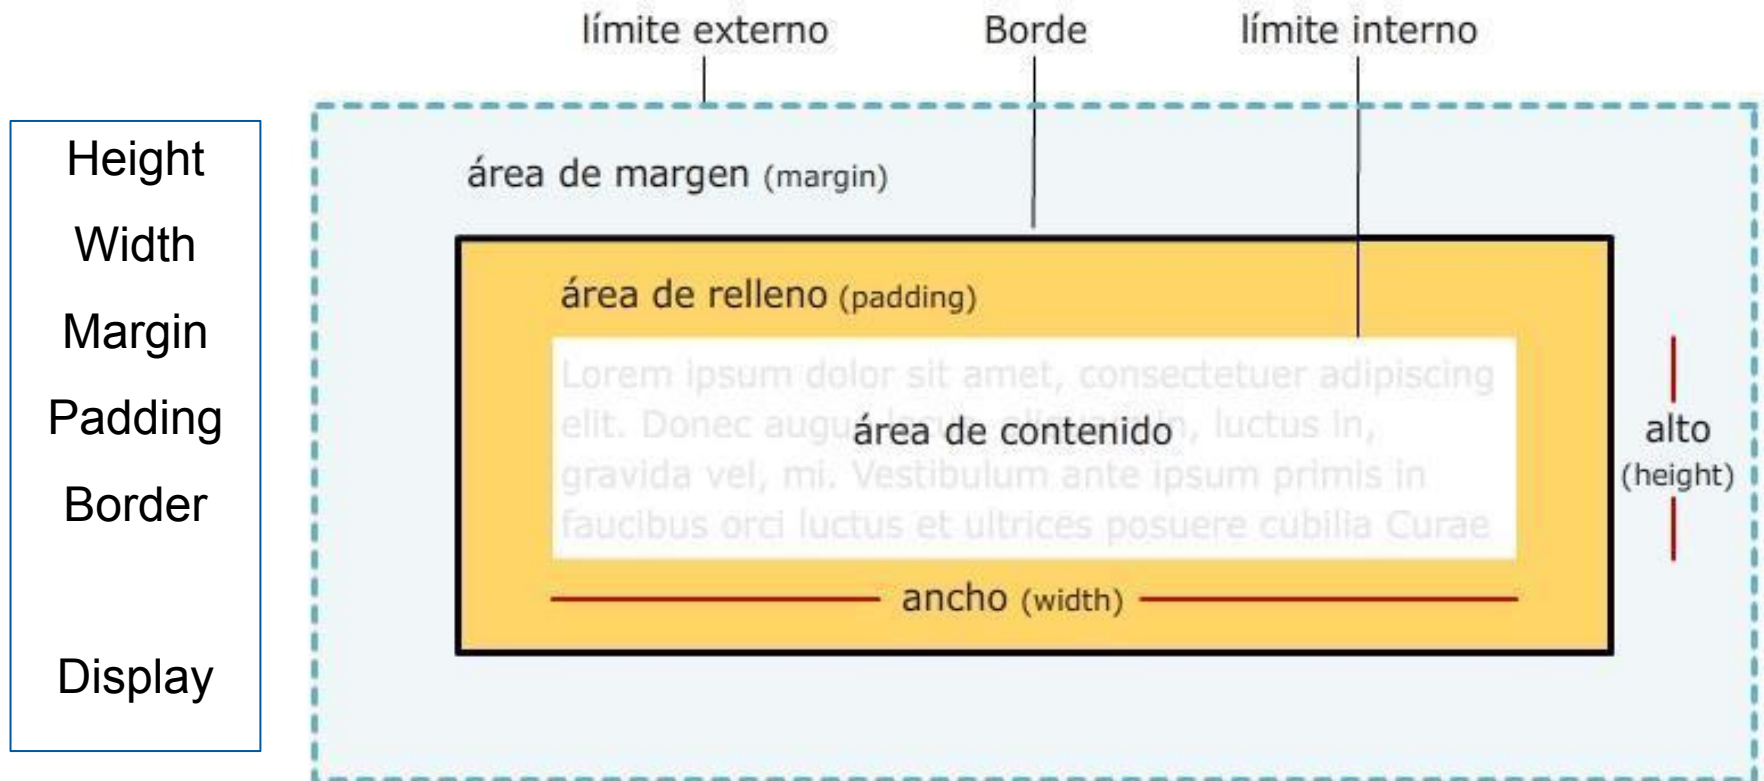 límite externo
Borde
límite interno
Height
Width
Margin
Padding
Border
Display
área de margen (margin)
área de relleno (padding)
Lorem ipsum dolor sit amet, consectetuer adipiscing
elit. Donec augu
área de contenido
, luctus in,
gravida vel, mi. Vestibulum ante ipsum primis in
faucibus orci luctus et ultrices posuere cubilia Curae
ancho (width)
alto
(height)